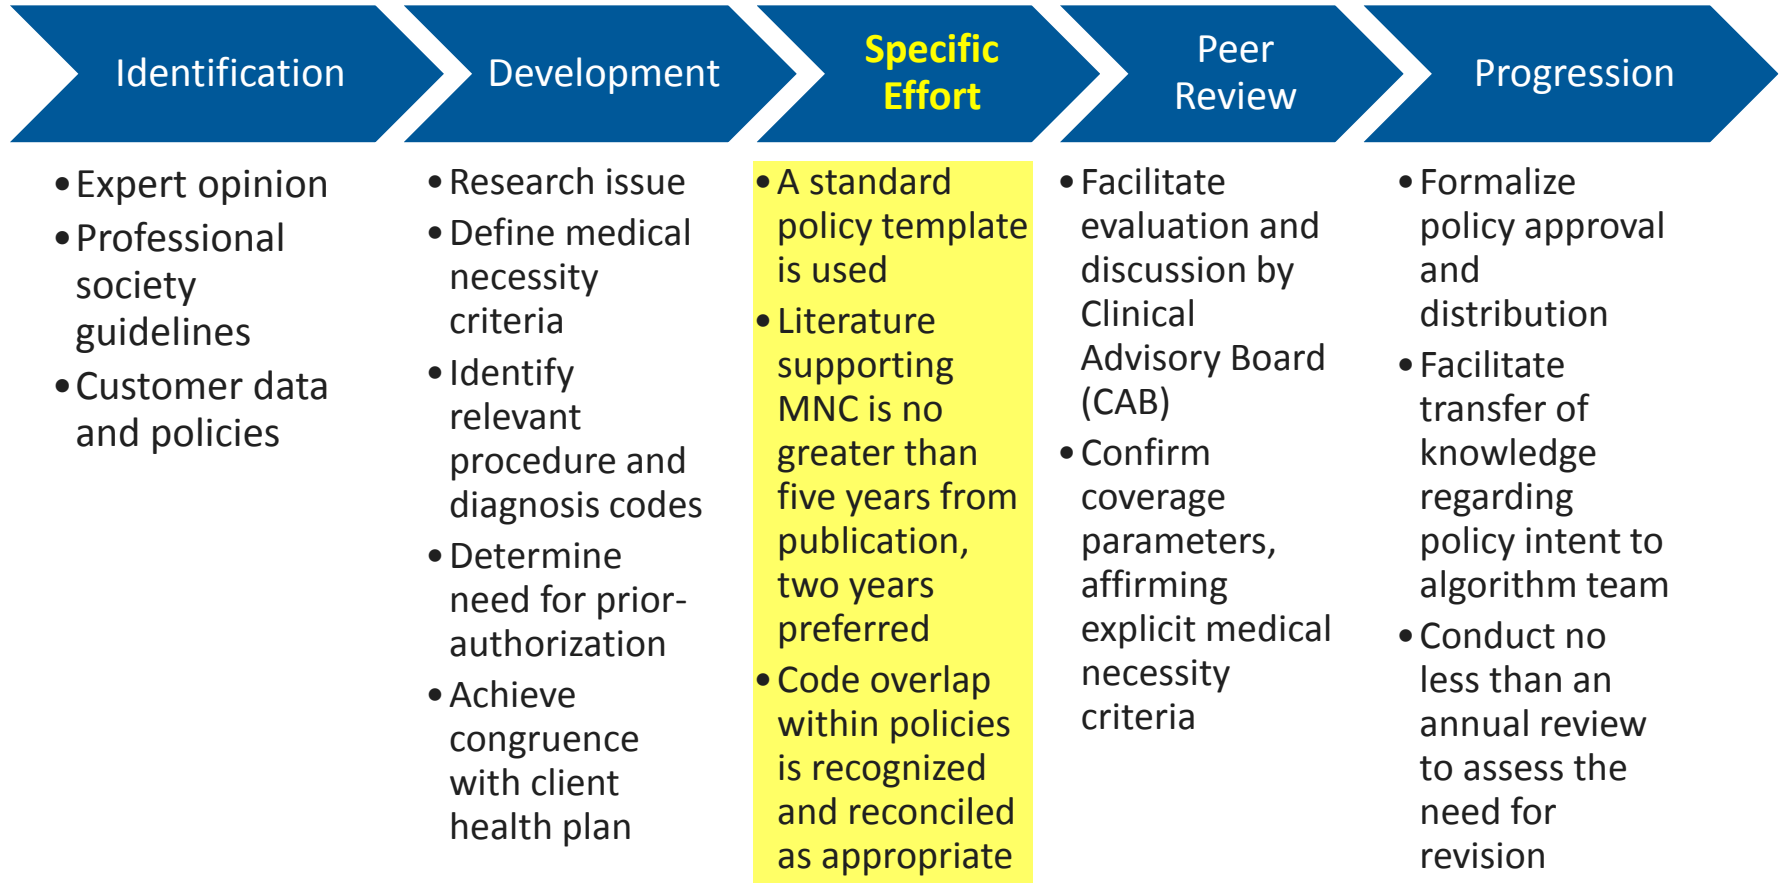 Identification
Development
Specific
Effort
Peer
Review
Progression
•Expert opinion
•Professional
society
guidelines
•Customer data
and policies
•Research issue
•Define medical
necessity
criteria
•Identify
relevant
procedure and
diagnosis codes
•Determine
need for prior-
authorization
•Achieve
congruence
with client
health plan
•A standard
policy template
is used
•Literature
supporting
MNC is no
greater than
five years from
publication,
two years
preferred
•Code overlap
within policies
is recognized
and reconciled
as appropriate
•Facilitate
evaluation and
discussion by
Clinical
Advisory Board
(CAB)
•Confirm
coverage
parameters,
affirming
explicit medical
necessity
criteria
•Formalize
policy approval
and
distribution
•Facilitate
transfer of
knowledge
regarding
policy intent to
algorithm team
•Conduct no
less than an
annual review
to assess the
need for
revision